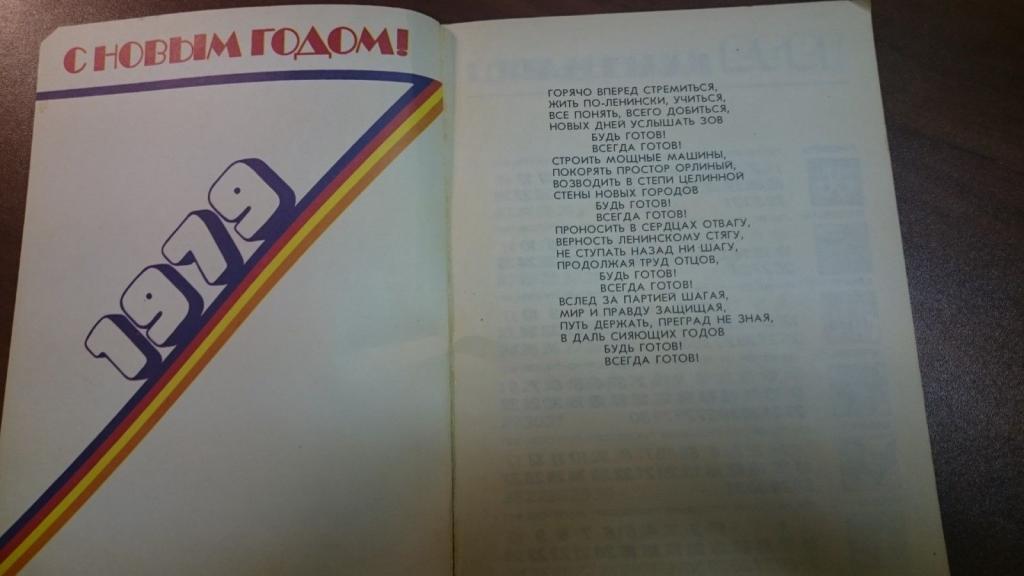 С НОВЫМ ГОДОМ!
1979
ГОРЯЧО ВПЕРЕД СТРЕМИТЬСЯ,
ЖИТЬ ПО-ЛЕНИНСКИ, УЧИТЬСЯ,
ВСЕ ПОНЯТЬ, ВСЕГО ДОБИТЬСЯ,
НОВЫХ ДНЕЙ УСЛЫШАТЬ ЗОВ
БУДЬ ГОТОВ!
ВСЕГДА ГОТОВ!
СТРОИТЬ МОЩНЫЕ МАШИНЫ,
ПОКОРЯТЬ ПРОСТОР ОРЛИНЫЙ,
ВОЗВОДИТЬ В СТЕПИ ЦЕЛИННОЙ
СТЕНЫ НОВЫХ ГОРОДОВ
БУДЬ ГОТОВ!
ВСЕГДА ГОТОВ!
ПРОНОСИТЬ В СЕРДЦАХ ОТВАГУ,
ВЕРНОСТЬ ЛЕНИНСКОМУ СТЯГУ,
НЕ СТУПАТЬ НАЗАД НИ ШАГУ,
ПРОДОЛЖАЯ ТРУД ОТЦОВ,
БУДЬ ГОТОВ!
ВСЕГДА ГОТОВ!
ВСЛЕД ЗА ПАРТИЕЙ ШАГАЯ,
МИР И ПРАВДУ ЗАЩИЩАЯ,
ПУТЬ ДЕРЖАТЬ, ПРЕГРАД НЕ ЗНАЯ,
В ДАЛЬ СИЯЮЩИХ ГОДОВ
БУДЬ ГОТОВ!
ВСЕГДА ГОТОВ!